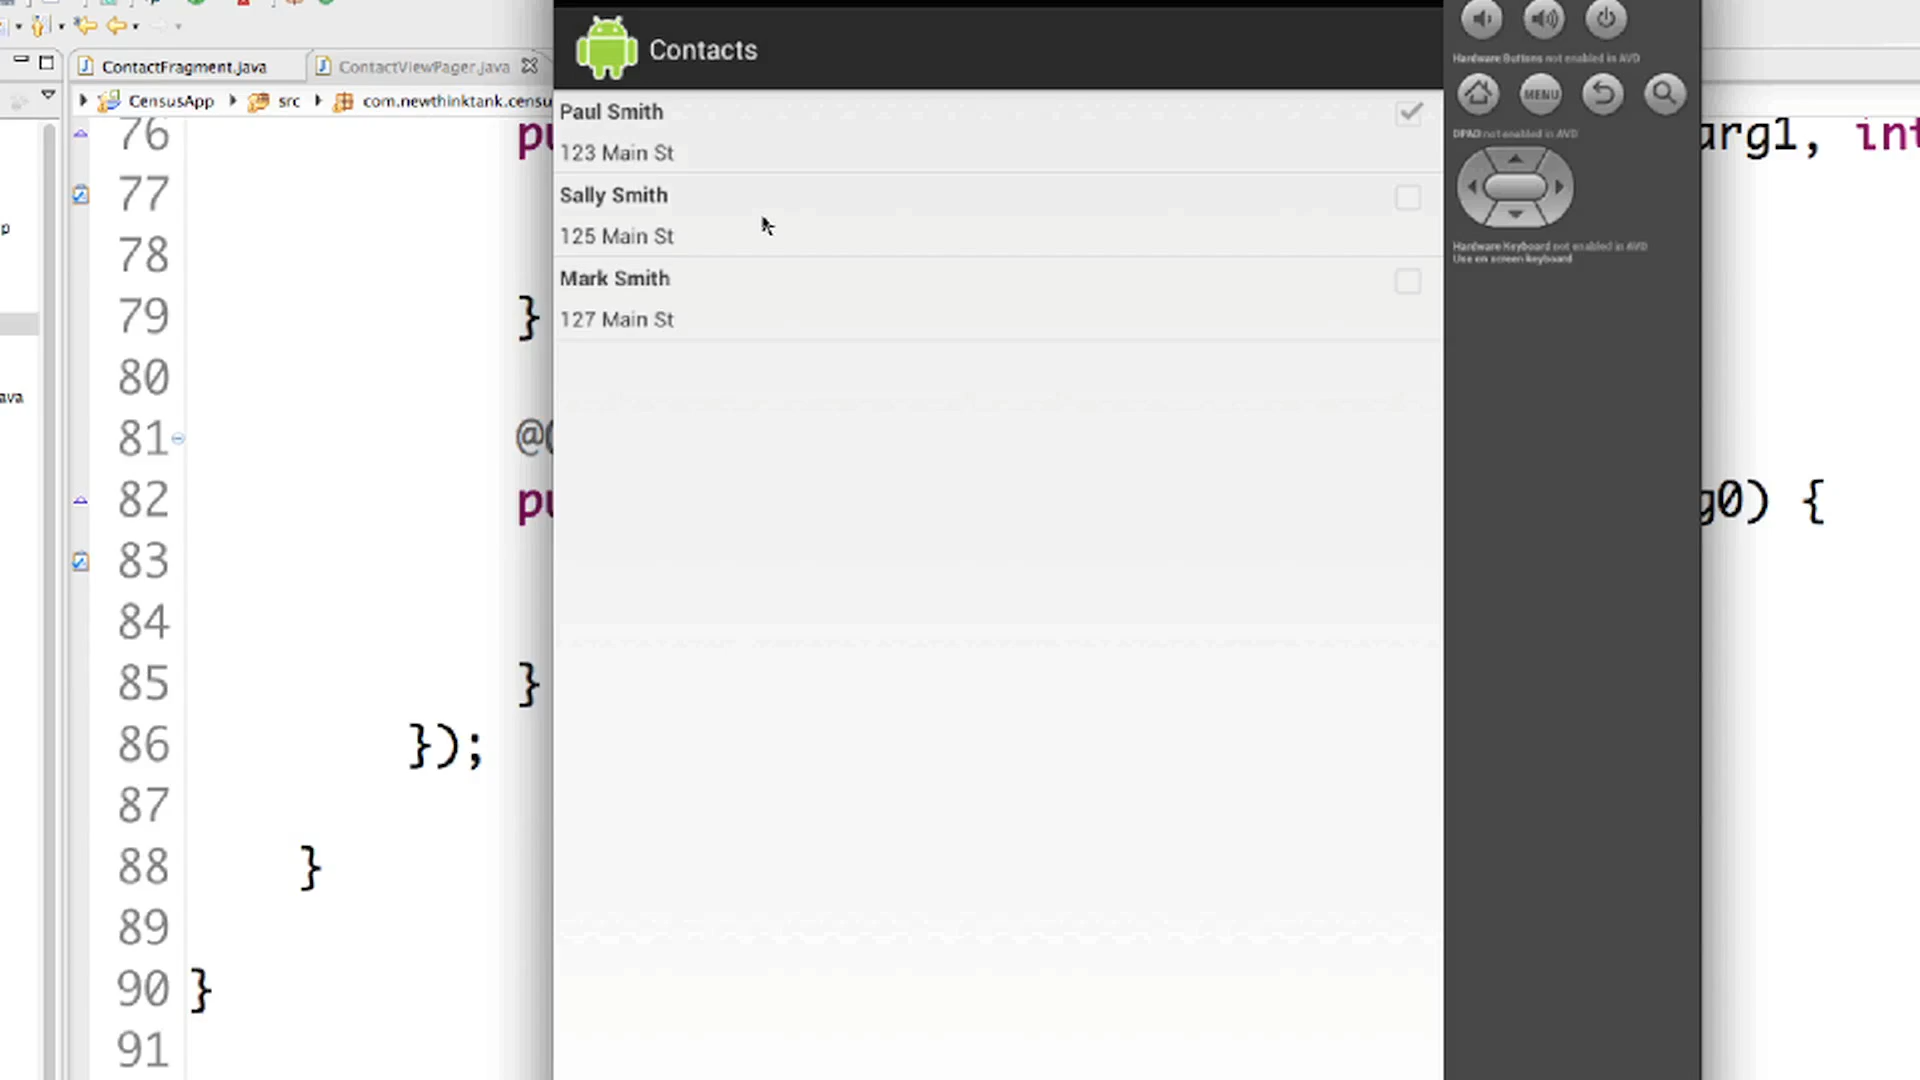 Contacts
ContactFragment.java
ContactViewPager.java
CensusApp
src
com.newthinktank.censu
Hardware Buttons not enabled in AVD
MENU
DPAD not enabled in AVD
Hardware Keyboard not enabled in AVD
Use on screen keyboard
Paul Smith
123 Main St
Sally Smith
125 Main St
Mark Smith
127 Main St
p
ava
76 pu arg1, int
77
78
79 }
80
81 @
82 pu g0) {
83
84
85 }
86 });
87
88 }
89
90 }
91